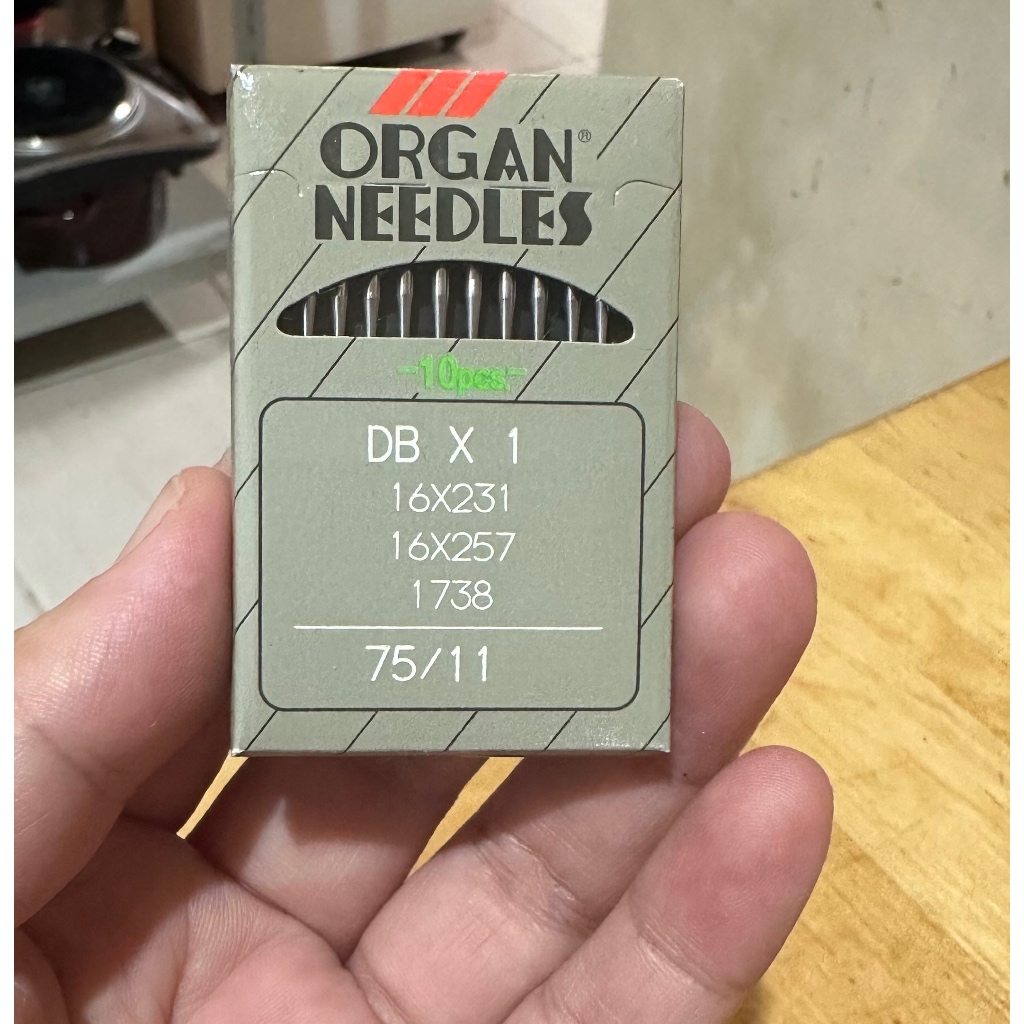 ORGAN®
NEEDLES
-10pcs-
DB X 1
16X231
16X257
1738
75/11